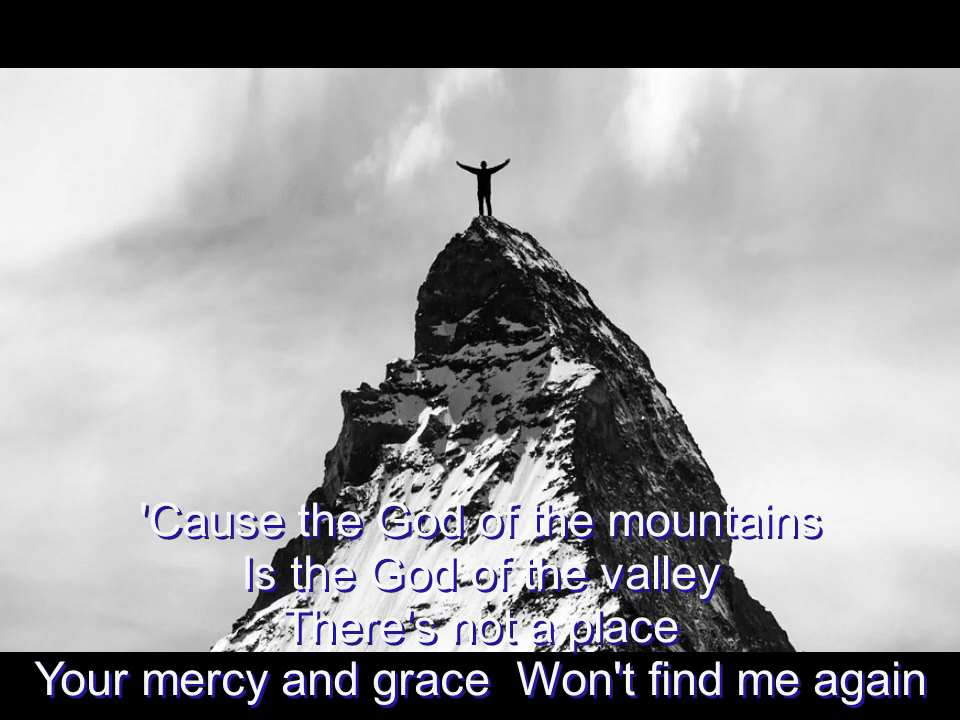 'Cause the God of the mountains
Is the God of the valley
There's not a place
Your mercy and grace  Won't find me again